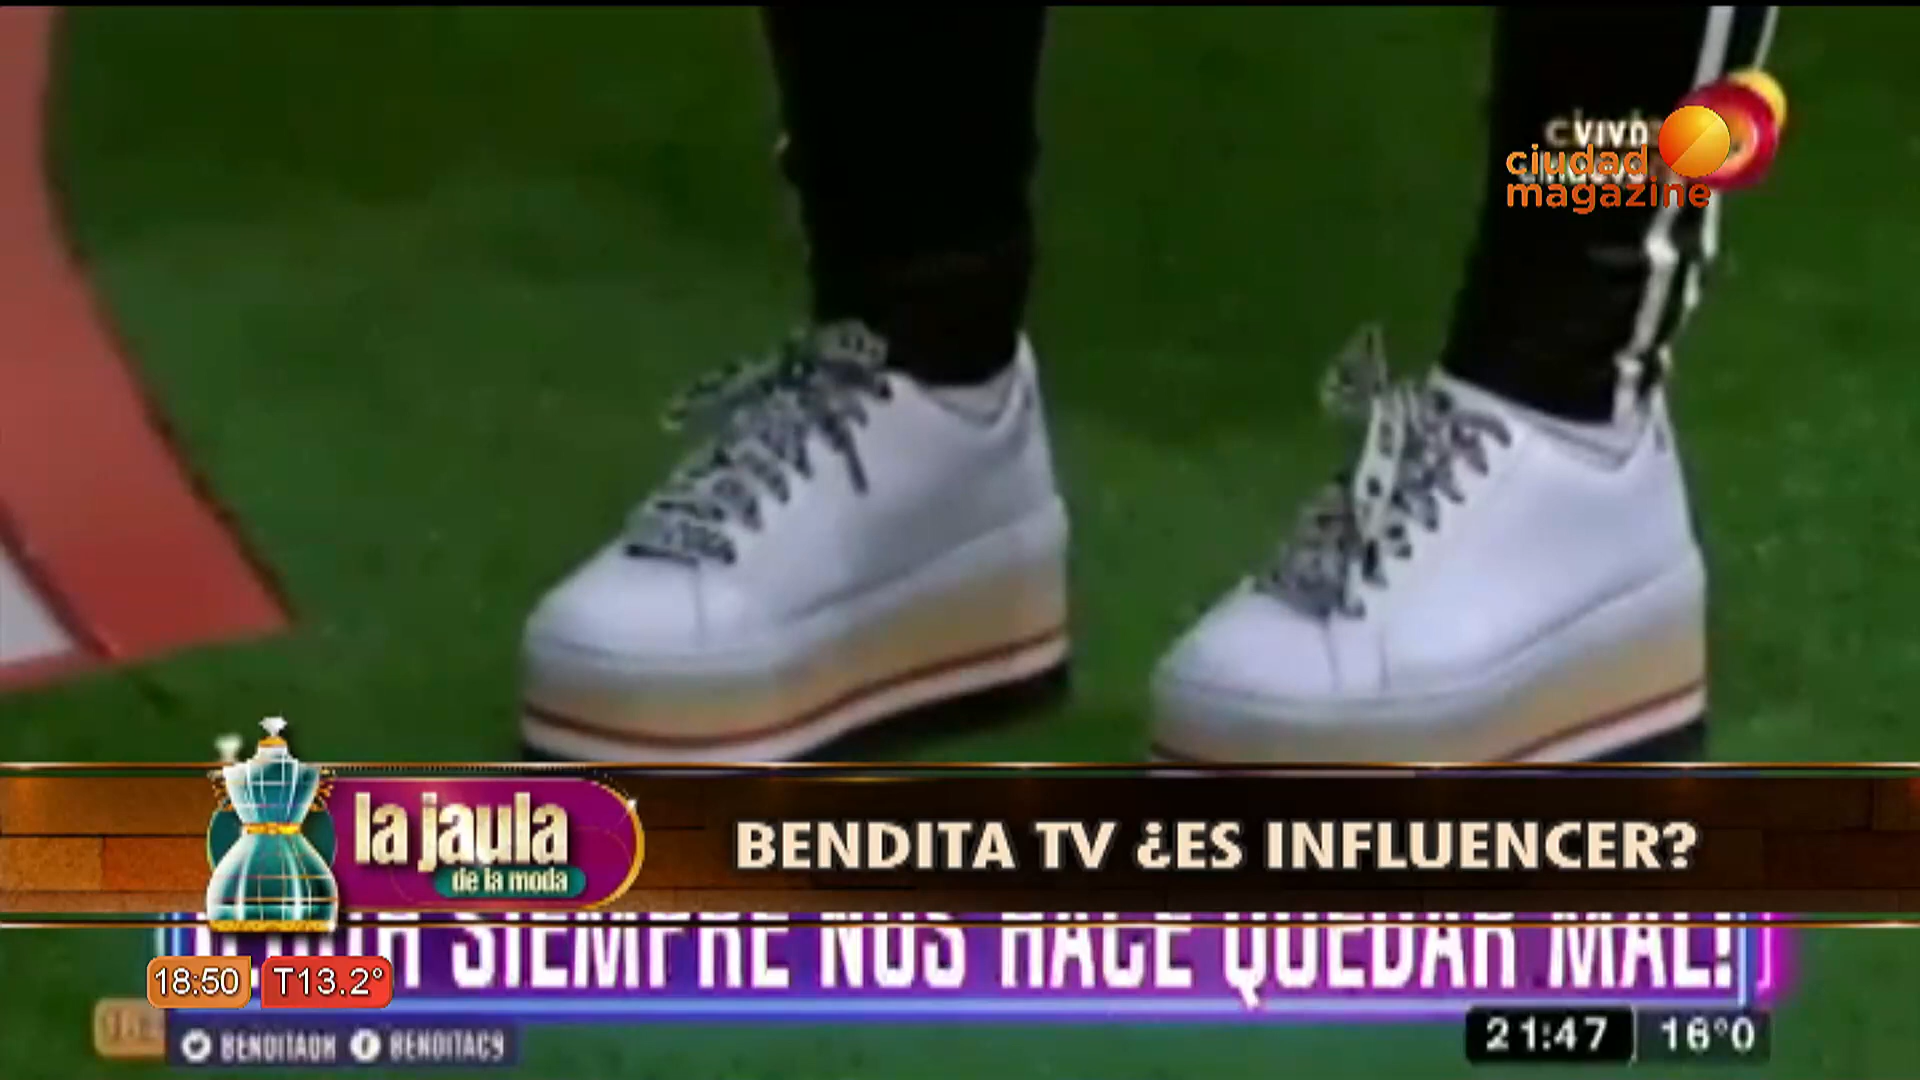 vivo
ciudad
magazine
la jaula
de la moda
BENDITA TV ¿ES INFLUENCER?
SIEMPRE NOS HACE QUEDAR MAL!
18:50
T13.2°
BENDITAOK
BENDITAC9
21:47
16°0